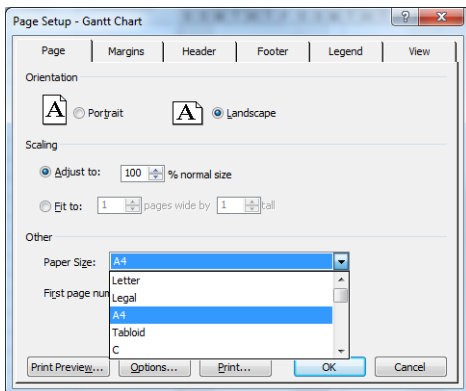 Page Setup - Gantt Chart
Page Margins Header Footer Legend View
Orientation
A Portrait A Landscape
Scaling
Adjust to: 100 % normal size
Fit to: 1 pages wide by 1 tall
Other
Paper Size: A4
Letter
First page num Legal
A4
Tabloid
C
Print Preview... Options... Print... OK Cancel